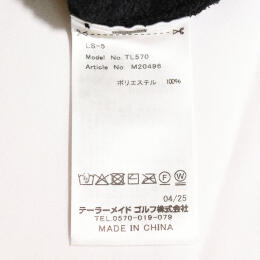 LS-5
Model No. TL570
Article No. M20496
ポリエステル 100%
04/25
テーラーメイド ゴルフ株式会社
TEL.0570-019-079
MADE IN CHINA